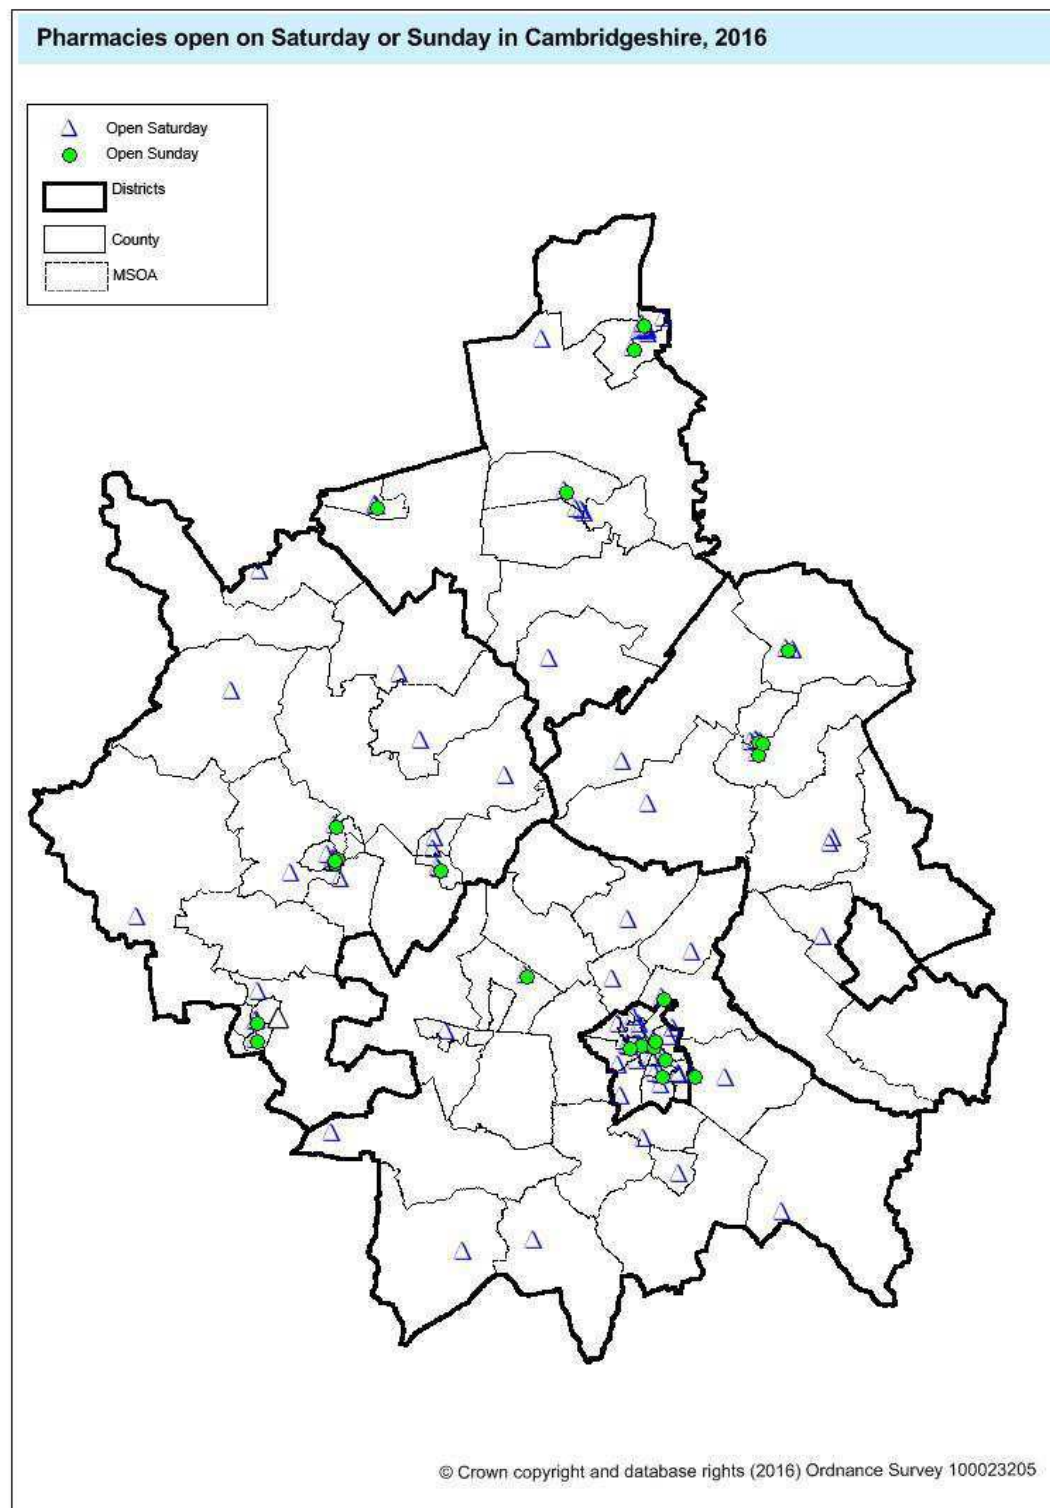 Pharmacies open on Saturday or Sunday in Cambridgeshire, 2016
Open Saturday
Open Sunday
Districts
County
MSOA
© Crown copyright and database rights (2016) Ordnance Survey 100023205